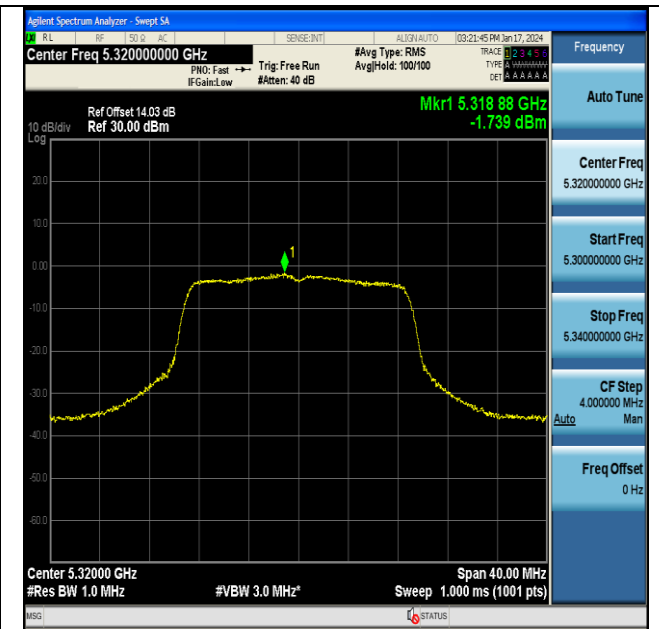 Agilent Spectrum Analyzer - Swept SA
RL RF 50 Ω AC SENSE:INT ALIGN AUTO 03:21:45 PM Jan 17, 2024
Center Freq 5.320000000 GHz
PNO: Fast
IFGain:Low
Trig: Free Run
#Atten: 40 dB
#Avg Type: RMS
Avg|Hold: 100/100
TRACE 1 2 3 4 5 6
TYPE A WWWWW
DET A A A A A A
Frequency
Auto Tune
Center Freq
5.320000000 GHz
Start Freq
5.300000000 GHz
Stop Freq
5.340000000 GHz
CF Step
4.000000 MHz
Auto Man
Freq Offset
0 Hz
Ref Offset 14.03 dB
10 dB/div Ref 30.00 dBm
Log
Mkr1 5.318 88 GHz
-1.739 dBm
20.0
10.0
0.00
-10.0
-20.0
-30.0
-40.0
-50.0
-60.0
1
Center 5.32000 GHz Span 40.00 MHz
#Res BW 1.0 MHz #VBW 3.0 MHz* Sweep 1.000 ms (1001 pts)
MSG STATUS